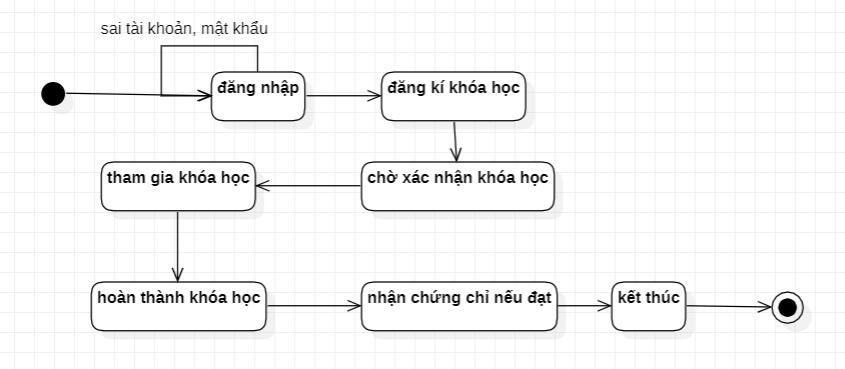 sai tài khoản, mật khẩu
đăng nhập
đăng kí khóa học
tham gia khóa học
chờ xác nhận khóa học
hoàn thành khóa học
nhận chứng chỉ nếu đạt
kết thúc